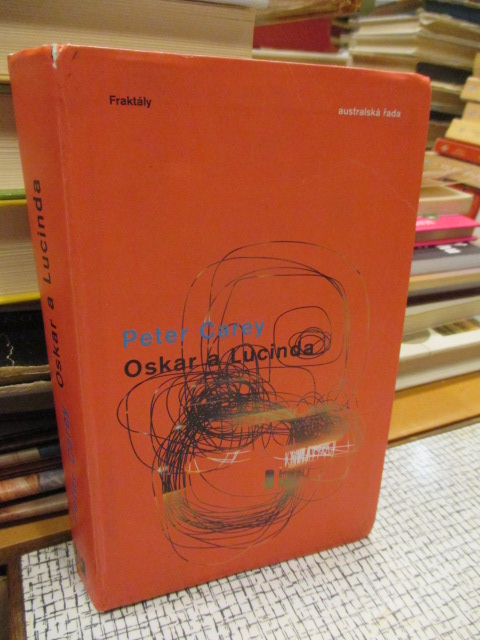 Fraktály
australská řada
Peter Carey
Oskar a Lucinda
Oskar a Lucinda